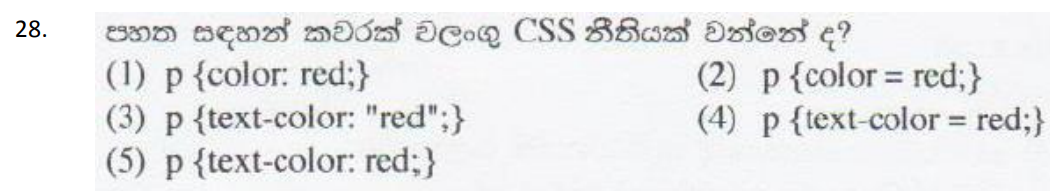 28. පහත සඳහන් කවරක් වලංගු CSS නීතියක් වන්නේ ද?
(1) p {color: red;} (2) p {color = red;}
(3) p {text-color: "red";} (4) p {text-color = red;}
(5) p {text-color: red;}